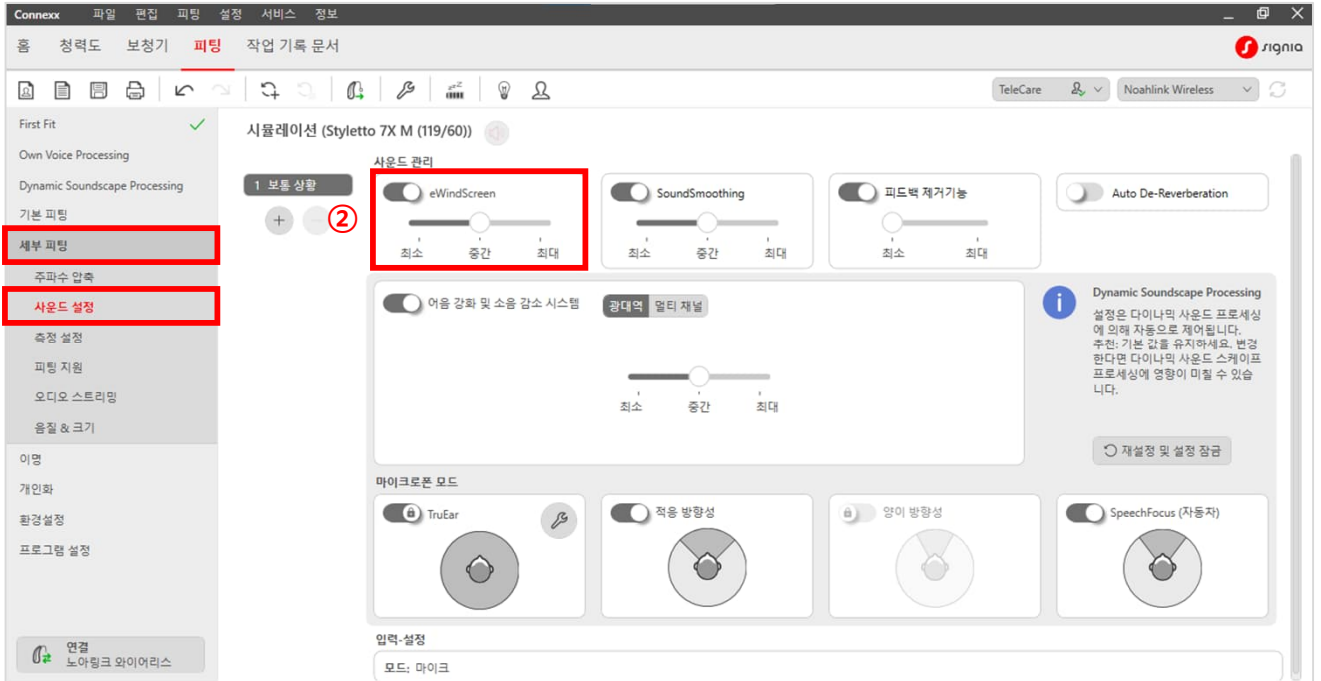 Connexx 파일 편집 피팅 설정 서비스 정보
홈 청력도 보청기 피팅 작업 기록 문서
signia
TeleCare
Noahlink Wireless
First Fit
Own Voice Processing
Dynamic Soundscape Processing
기본 피팅
세부 피팅
주파수 압축
사운드 설정
측정 설정
피팅 지원
오디오 스트리밍
음질 & 크기
이명
개인화
환경설정
프로그램 설정
연결
노아링크 와이어리스
시뮬레이션 (Styletto 7X M (119/60))
1 보통 상황
②
사운드 관리
eWindScreen
최소 중간 최대
SoundSmoothing
최소 중간 최대
피드백 제거기능
최소 최대
Auto De-Reverberation
어음 강화 및 소음 감소 시스템 광대역 멀티 채널
최소 중간 최대
Dynamic Soundscape Processing
설정은 다이나믹 사운드 프로세싱
에 의해 자동으로 제어됩니다.
추천: 기본 값을 유지하세요. 변경
한다면 다이나믹 사운드 스케이프
프로세싱에 영향이 미칠 수 있습
니다.
재설정 및 설정 잠금
마이크로폰 모드
TruEar
적응 방향성
양이 방향성
SpeechFocus (자동차)
입력-설정
모드: 마이크